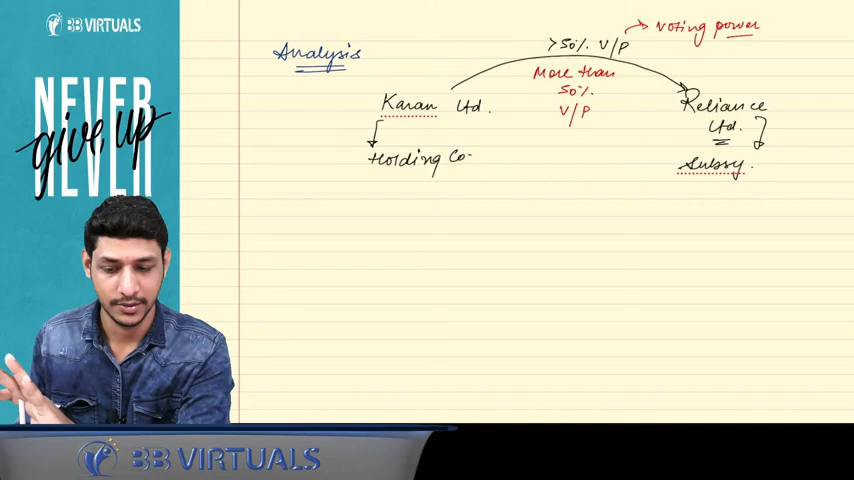 BB VIRTUALS
NEVER
give up
NEVER
Analysis
>50% V/P
Voting power
More than
50%
V/P
Karan Ltd.
Reliance
Ltd.
Holding Co-
Subsy.
BB VIRTUALS